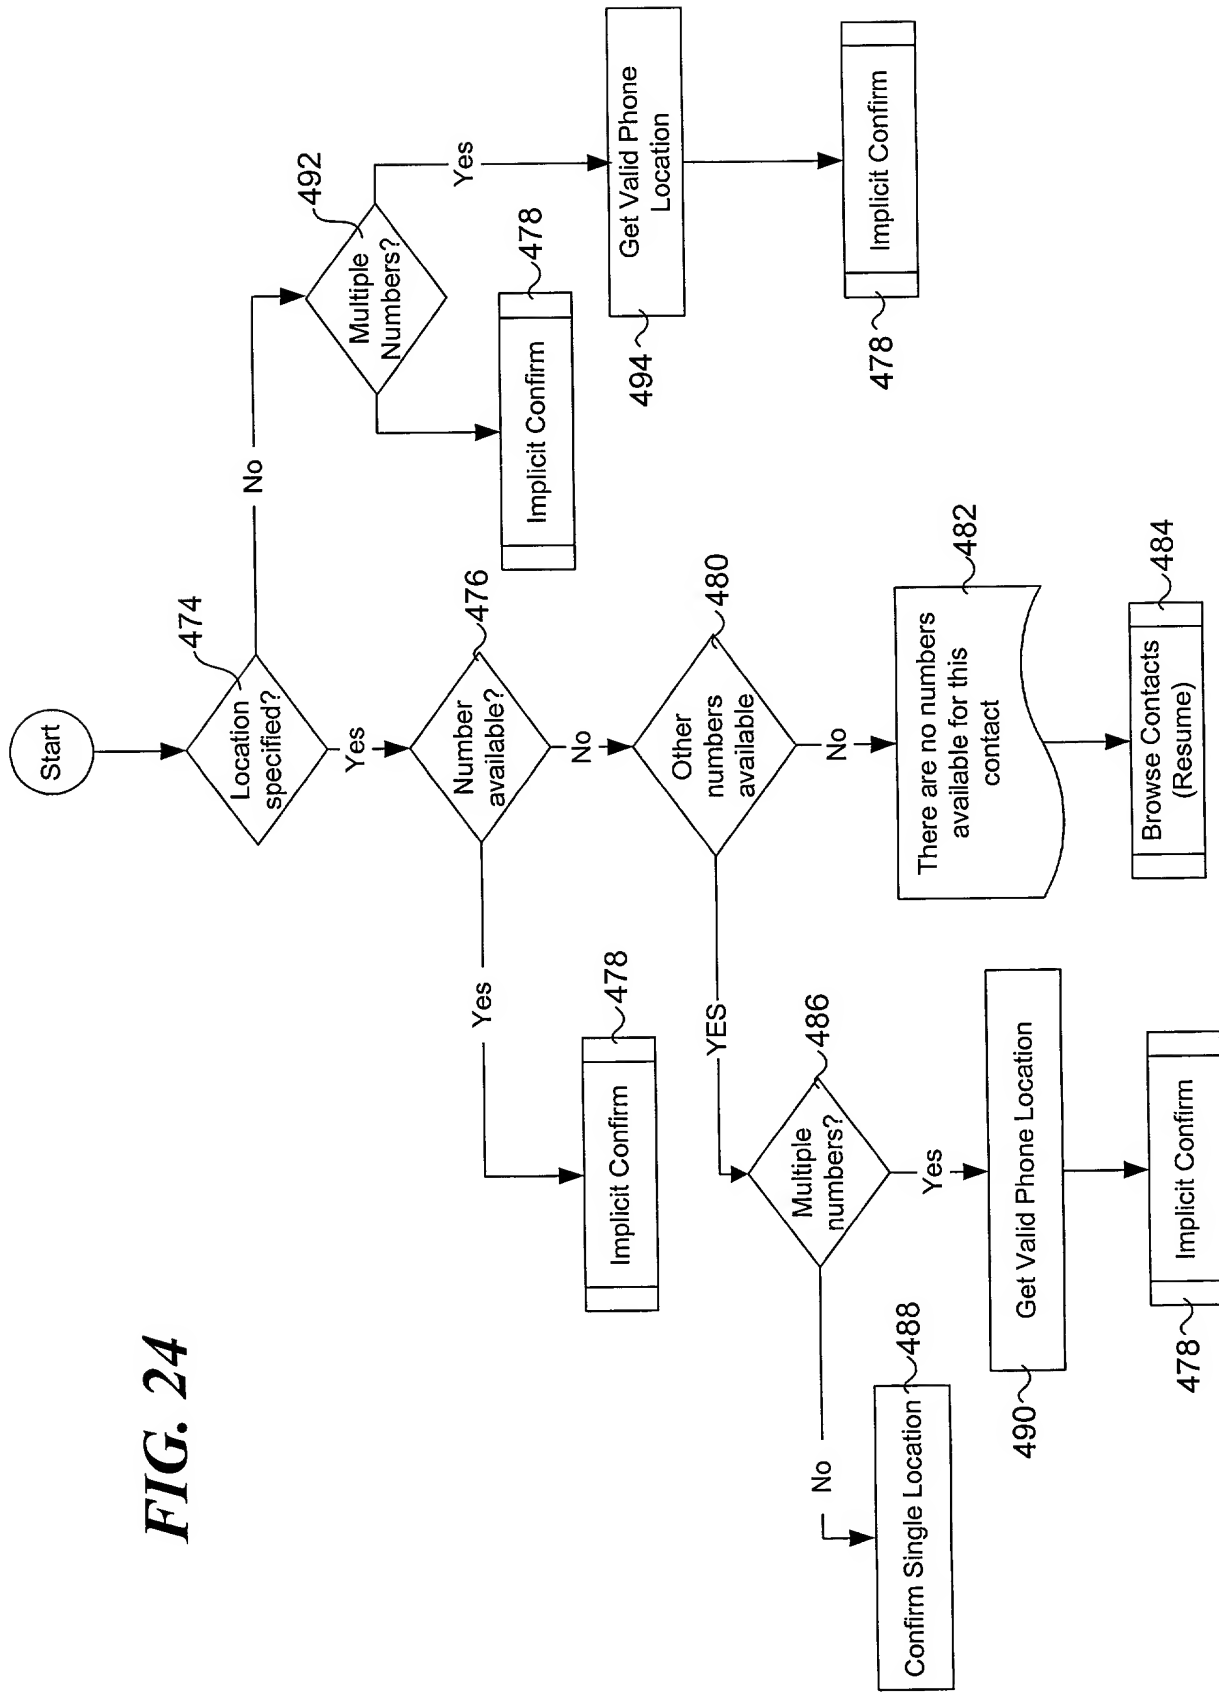 FIG. 24
Start
474
Location
specified?
No
492
Multiple
Numbers?
Yes
478
Implicit Confirm
Get Valid Phone
Location
494
Implicit Confirm
478
Yes
476
Number
available?
Yes
478
Implicit Confirm
No
480
Other
numbers
available
No
482
There are no numbers
available for this
contact
484
Browse Contacts
(Resume)
YES
486
Multiple
numbers?
No
488
Confirm Single Location
Yes
Get Valid Phone Location
490
Implicit Confirm
478